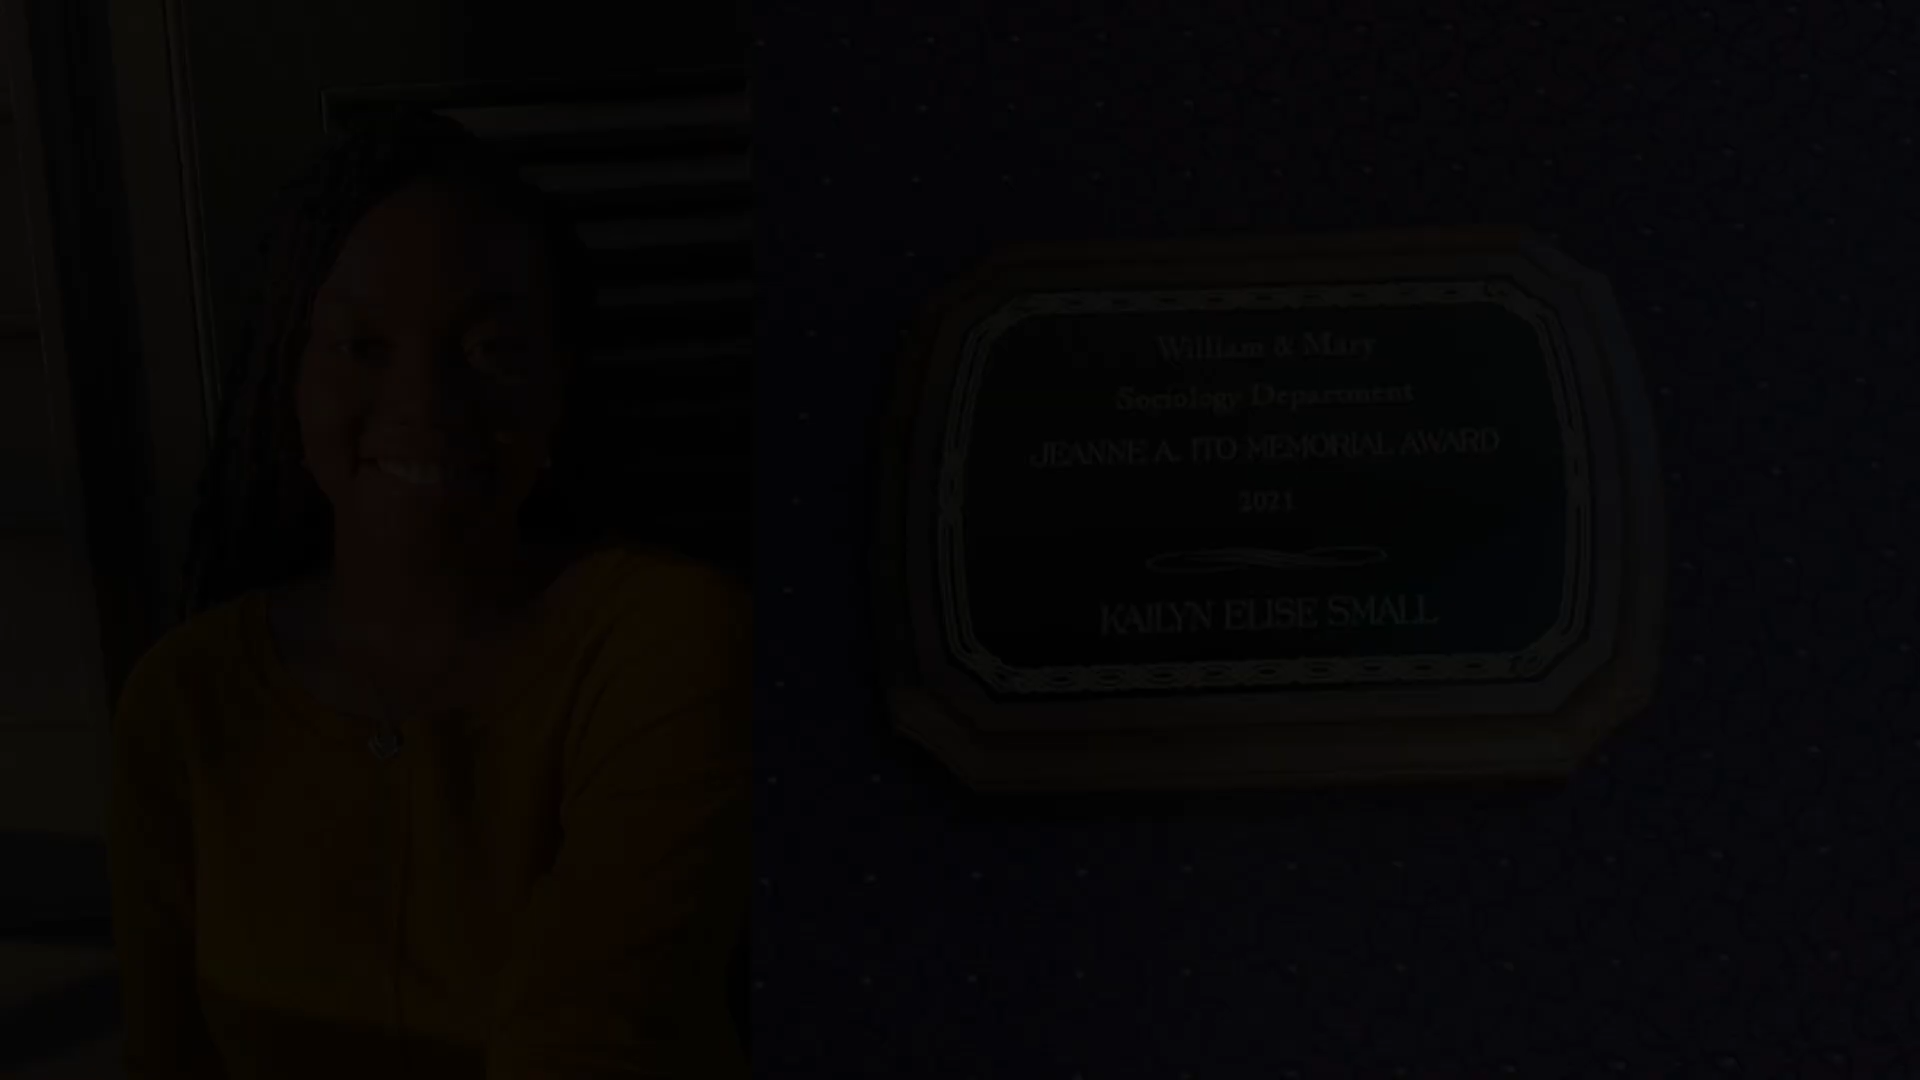 William & Mary
Sociology Department
JEANNE A. ITO MEMORIAL AWARD
2021
KAILYN ELISE SMALL